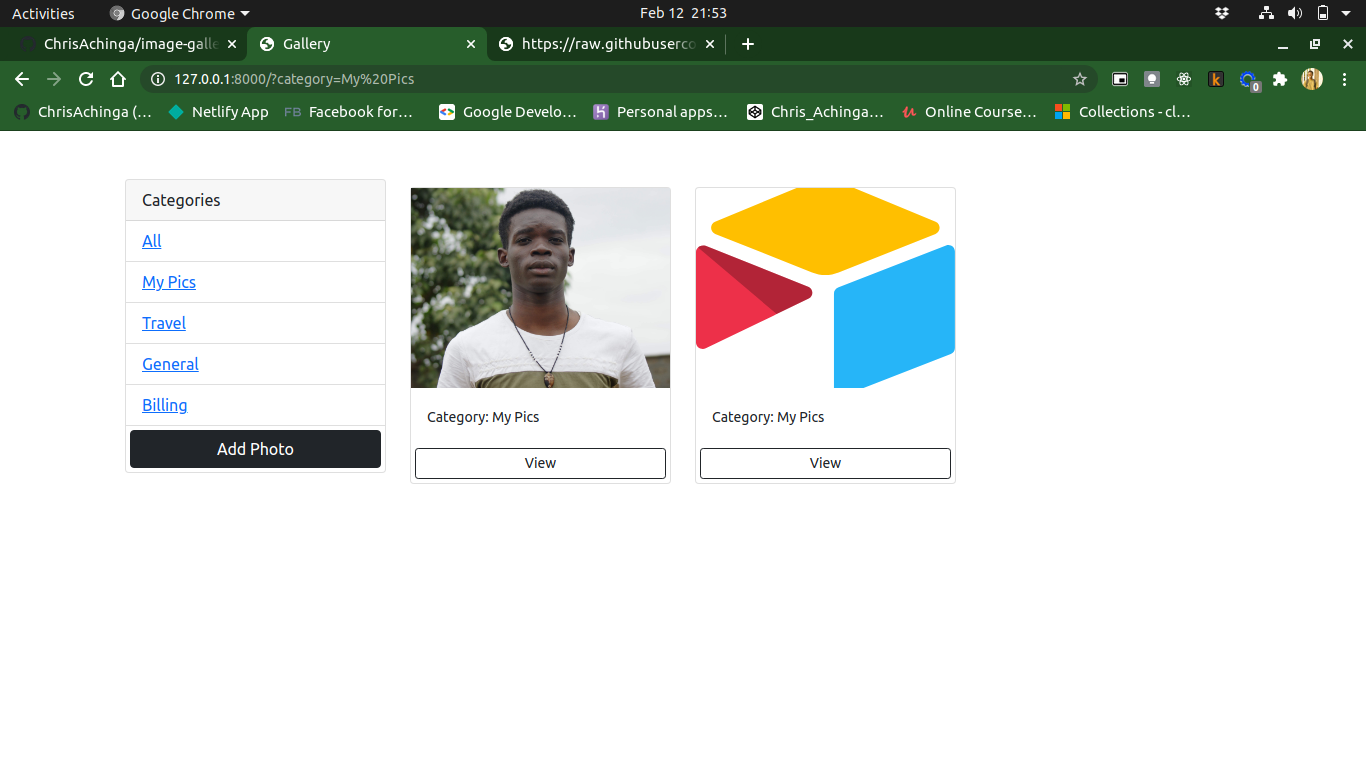 Activities
Google Chrome
Feb 12 21:53
ChrisAchinga/image-galle
Gallery
https://raw.githubuserco
127.0.0.1:8000/?category=My%20Pics
0
ChrisAchinga (...
Netlify App
FB Facebook for...
Google Develo...
Personal apps...
Chris_Achinga...
Online Course...
Collections - cl...
Categories
All
My Pics
Travel
General
Billing
Add Photo
Category: My Pics
View
Category: My Pics
View